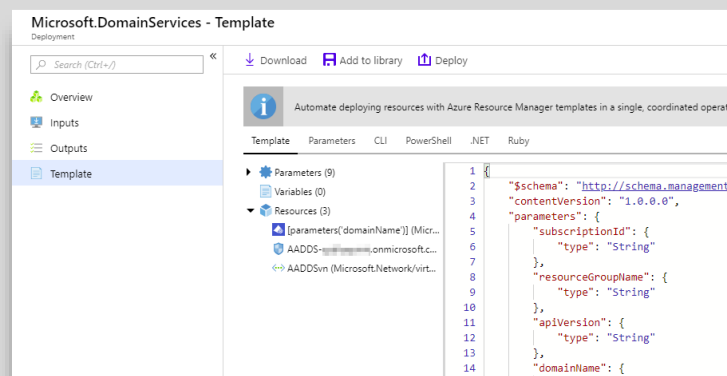 Microsoft.DomainServices - Template
Deployment
Search (Ctrl+/)
«
Overview
Inputs
Outputs
Template
Download Add to library Deploy
Automate deploying resources with Azure Resource Manager templates in a single, coordinated operat
Template Parameters CLI PowerShell .NET Ruby
Parameters (9)
Variables (0)
Resources (3)
[parameters('domainName')] (Micr...
AADDS- .onmicrosoft.c...
AADDSvn (Microsoft.Network/virt...
1 {
2 "$schema": "http://schema.management
3 "contentVersion": "1.0.0.0",
4 "parameters": {
5 "subscriptionId": {
6 "type": "String"
7 },
8 "resourceGroupName": {
9 "type": "String"
10 },
11 "apiVersion": {
12 "type": "String"
13 },
14 "domainName": {